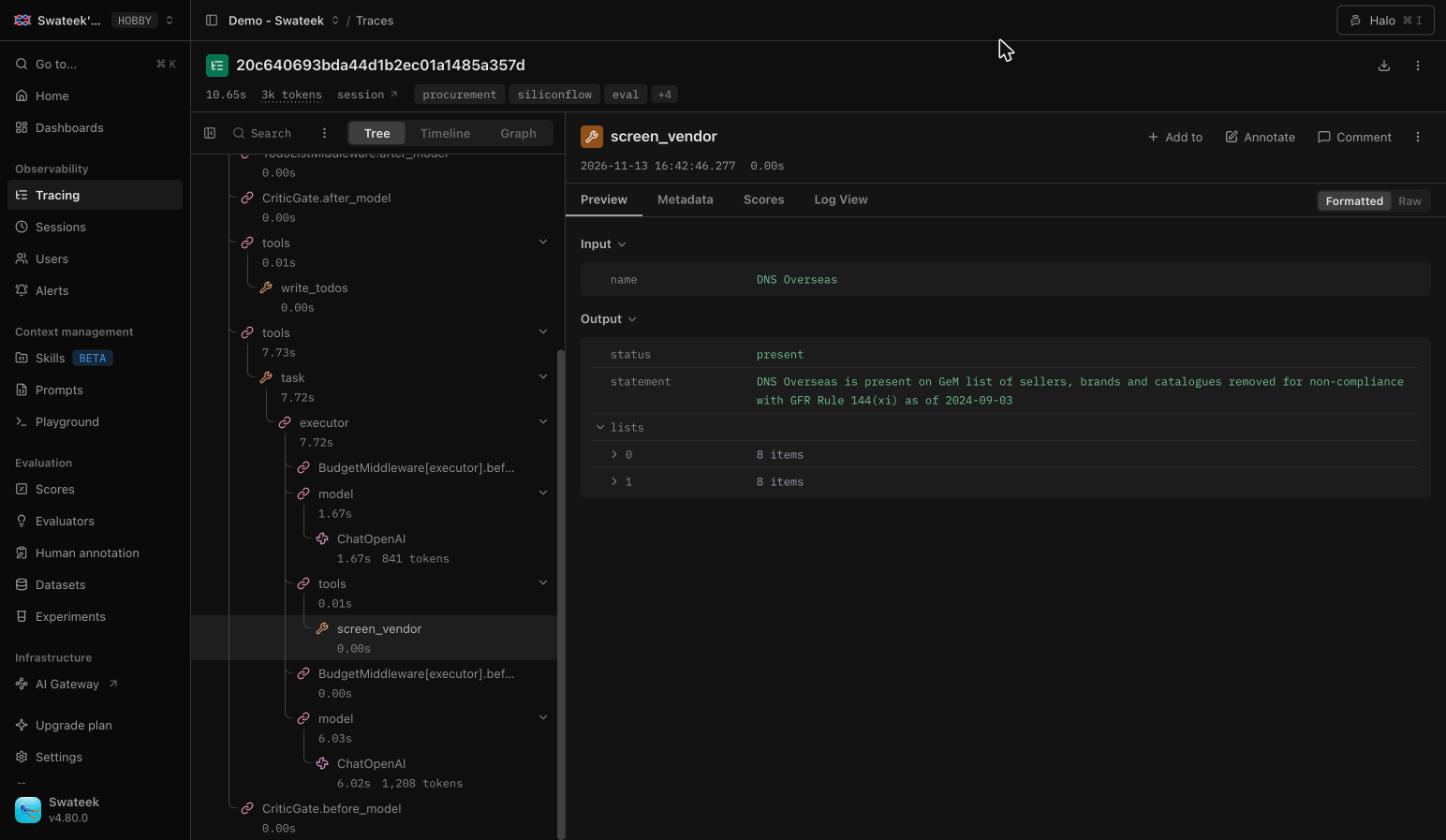 Swateek'... HOBBY
Go to... ⌘ K
Home
Dashboards
Observability
Tracing
Sessions
Users
Alerts
Context management
Skills BETA
Prompts
Playground
Evaluation
Scores
Evaluators
Human annotation
Datasets
Experiments
Infrastructure
AI Gateway
Upgrade plan
Settings
Swateek
v4.80.0
Demo - Swateek / Traces
Halo ⌘ I
20c640693bda44d1b2ec01a1485a357d
10.65s 3k tokens session procurement siliconflow eval +4
Search Tree Timeline Graph
TodoListMiddleware.after_model
0.00s
CriticGate.after_model
0.00s
tools
0.01s
write_todos
0.00s
tools
7.73s
task
7.72s
executor
7.72s
BudgetMiddleware[executor].bef...
model
1.67s
ChatOpenAI
1.67s 841 tokens
tools
0.01s
screen_vendor
0.00s
BudgetMiddleware[executor].bef...
0.00s
model
6.03s
ChatOpenAI
6.02s 1,208 tokens
CriticGate.before_model
0.00s
screen_vendor
Add to Annotate Comment
2026-11-13 16:42:46.277 0.00s
Preview Metadata Scores Log View
Formatted Raw
Input
name DNS Overseas
Output
status present
statement DNS Overseas is present on GeM list of sellers, brands and catalogues removed for non-compliance
with GFR Rule 144(xi) as of 2024-09-03
lists
0 8 items
1 8 items